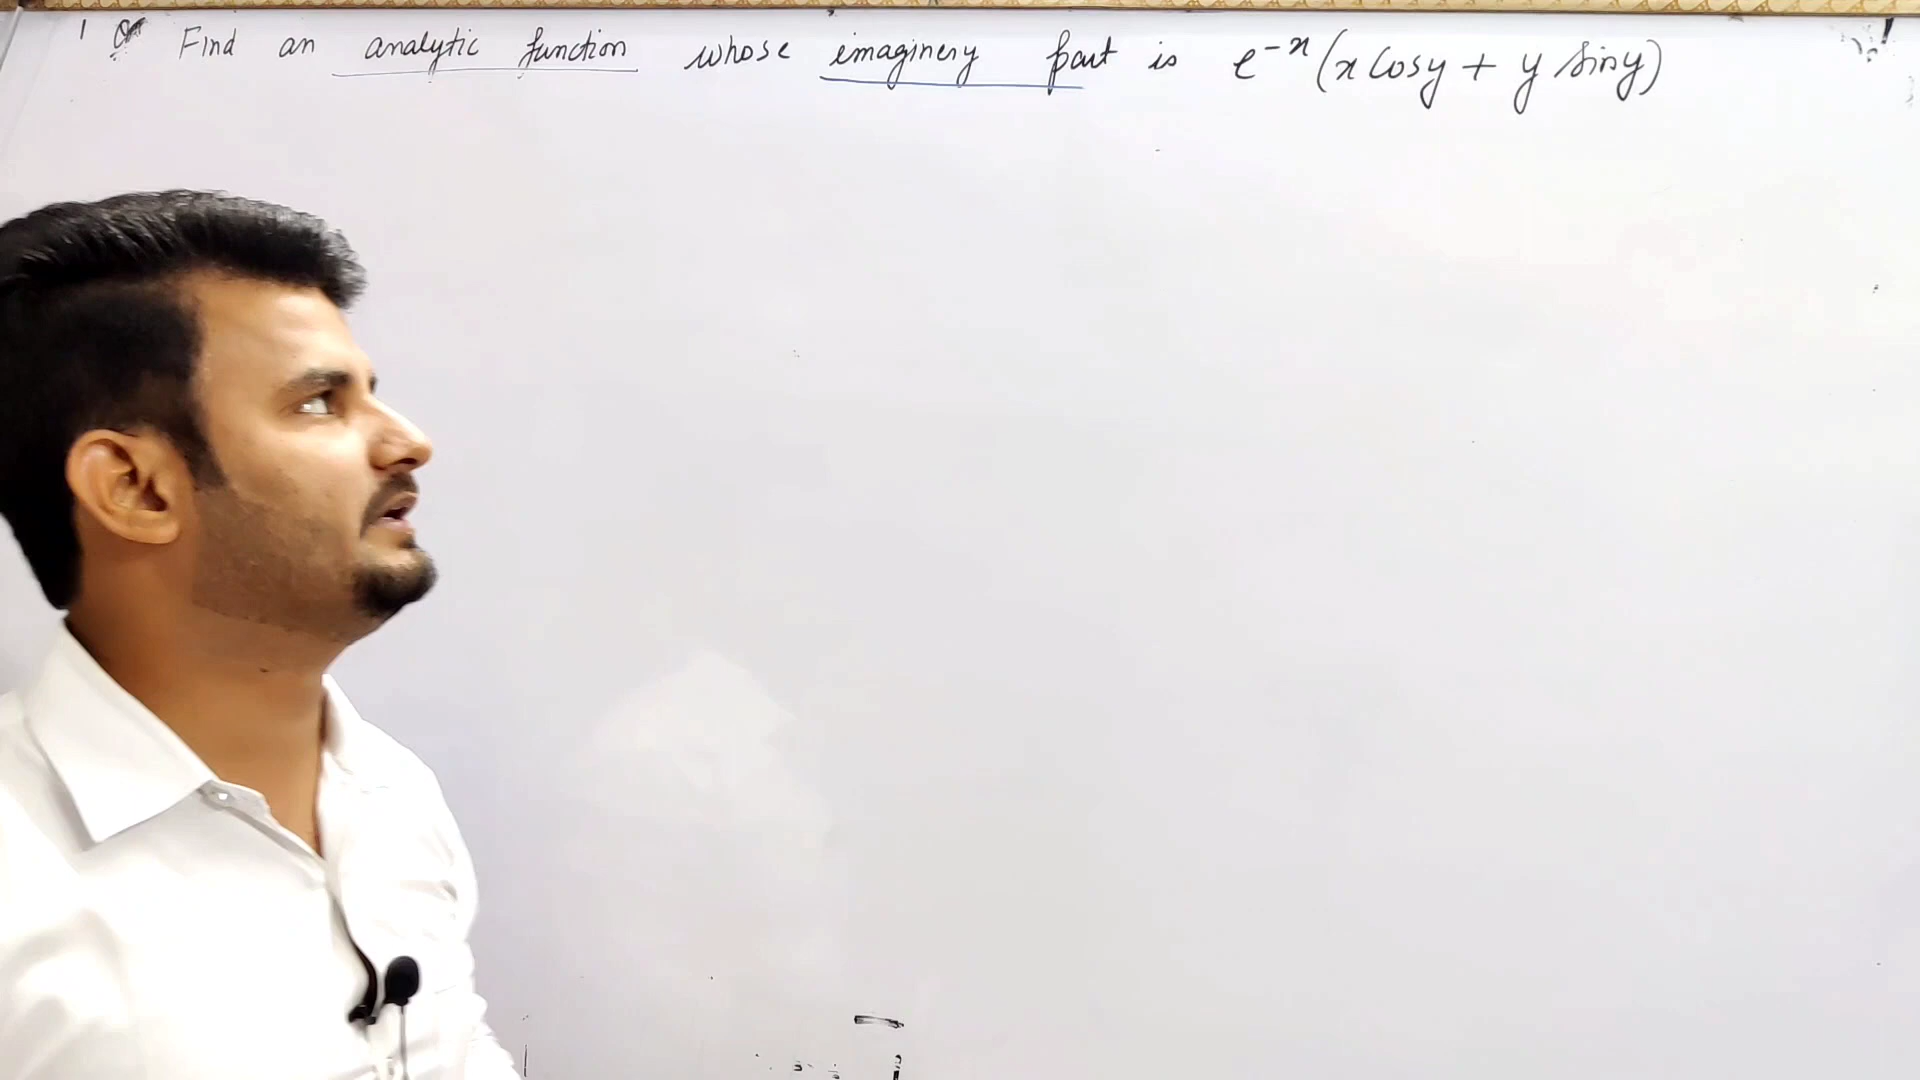 1 Q Find an analytic function whose imaginery part is e^{-x}(x Cosy + y Siny)